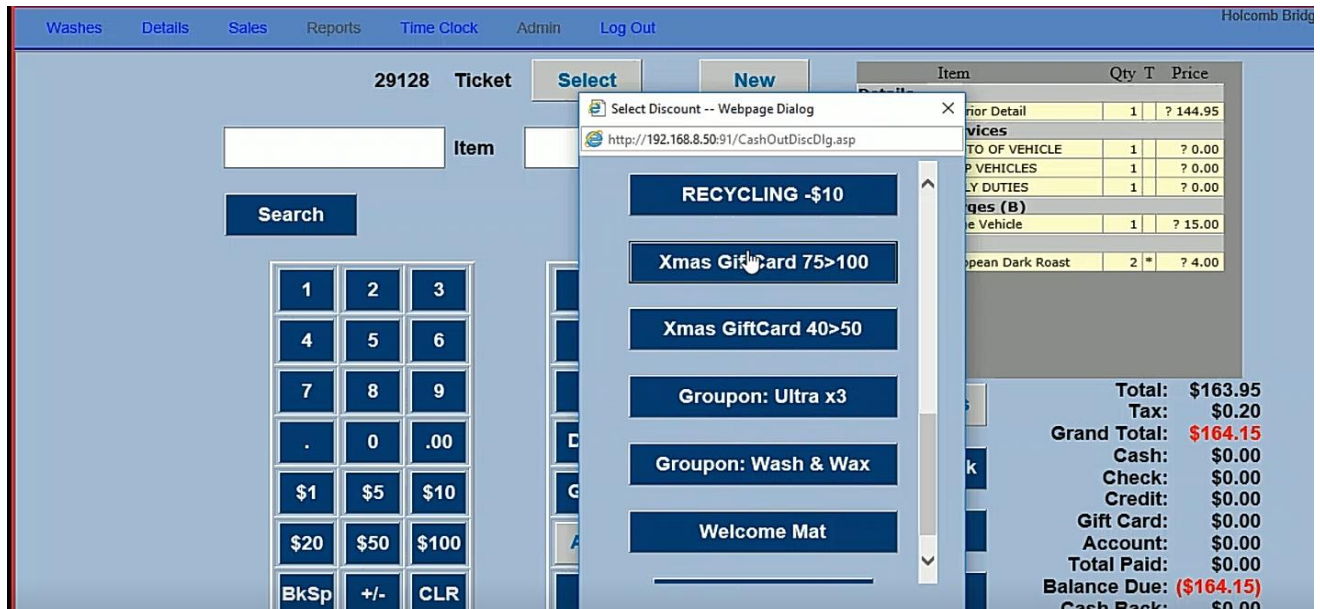 Holcomb Bridg
Washes Details Sales Reports Time Clock Admin Log Out
29128 Ticket Select New
Item Qty T Price
Select Discount -- Webpage Dialog
http://192.168.8.50:91/CashOutDiscDlg.asp
rior Detail 1 ? 144.95
vices
TO OF VEHICLE 1 ? 0.00
P VEHICLES 1 ? 0.00
LY DUTIES 1 ? 0.00
rges (B)
e Vehicle 1 ? 15.00
opean Dark Roast 2 * ? 4.00
Item
Search
RECYCLING -$10
Xmas GiftCard 75>100
Xmas GiftCard 40>50
Groupon: Ultra x3
Groupon: Wash & Wax
Welcome Mat
1 2 3
4 5 6
7 8 9
. 0 .00
$1 $5 $10
$20 $50 $100
BkSp +/- CLR
D
G
A
k
Total: $163.95
Tax: $0.20
Grand Total: $164.15
Cash: $0.00
Check: $0.00
Credit: $0.00
Gift Card: $0.00
Account: $0.00
Total Paid: $0.00
Balance Due: ($164.15)
Cash Back: $0.00